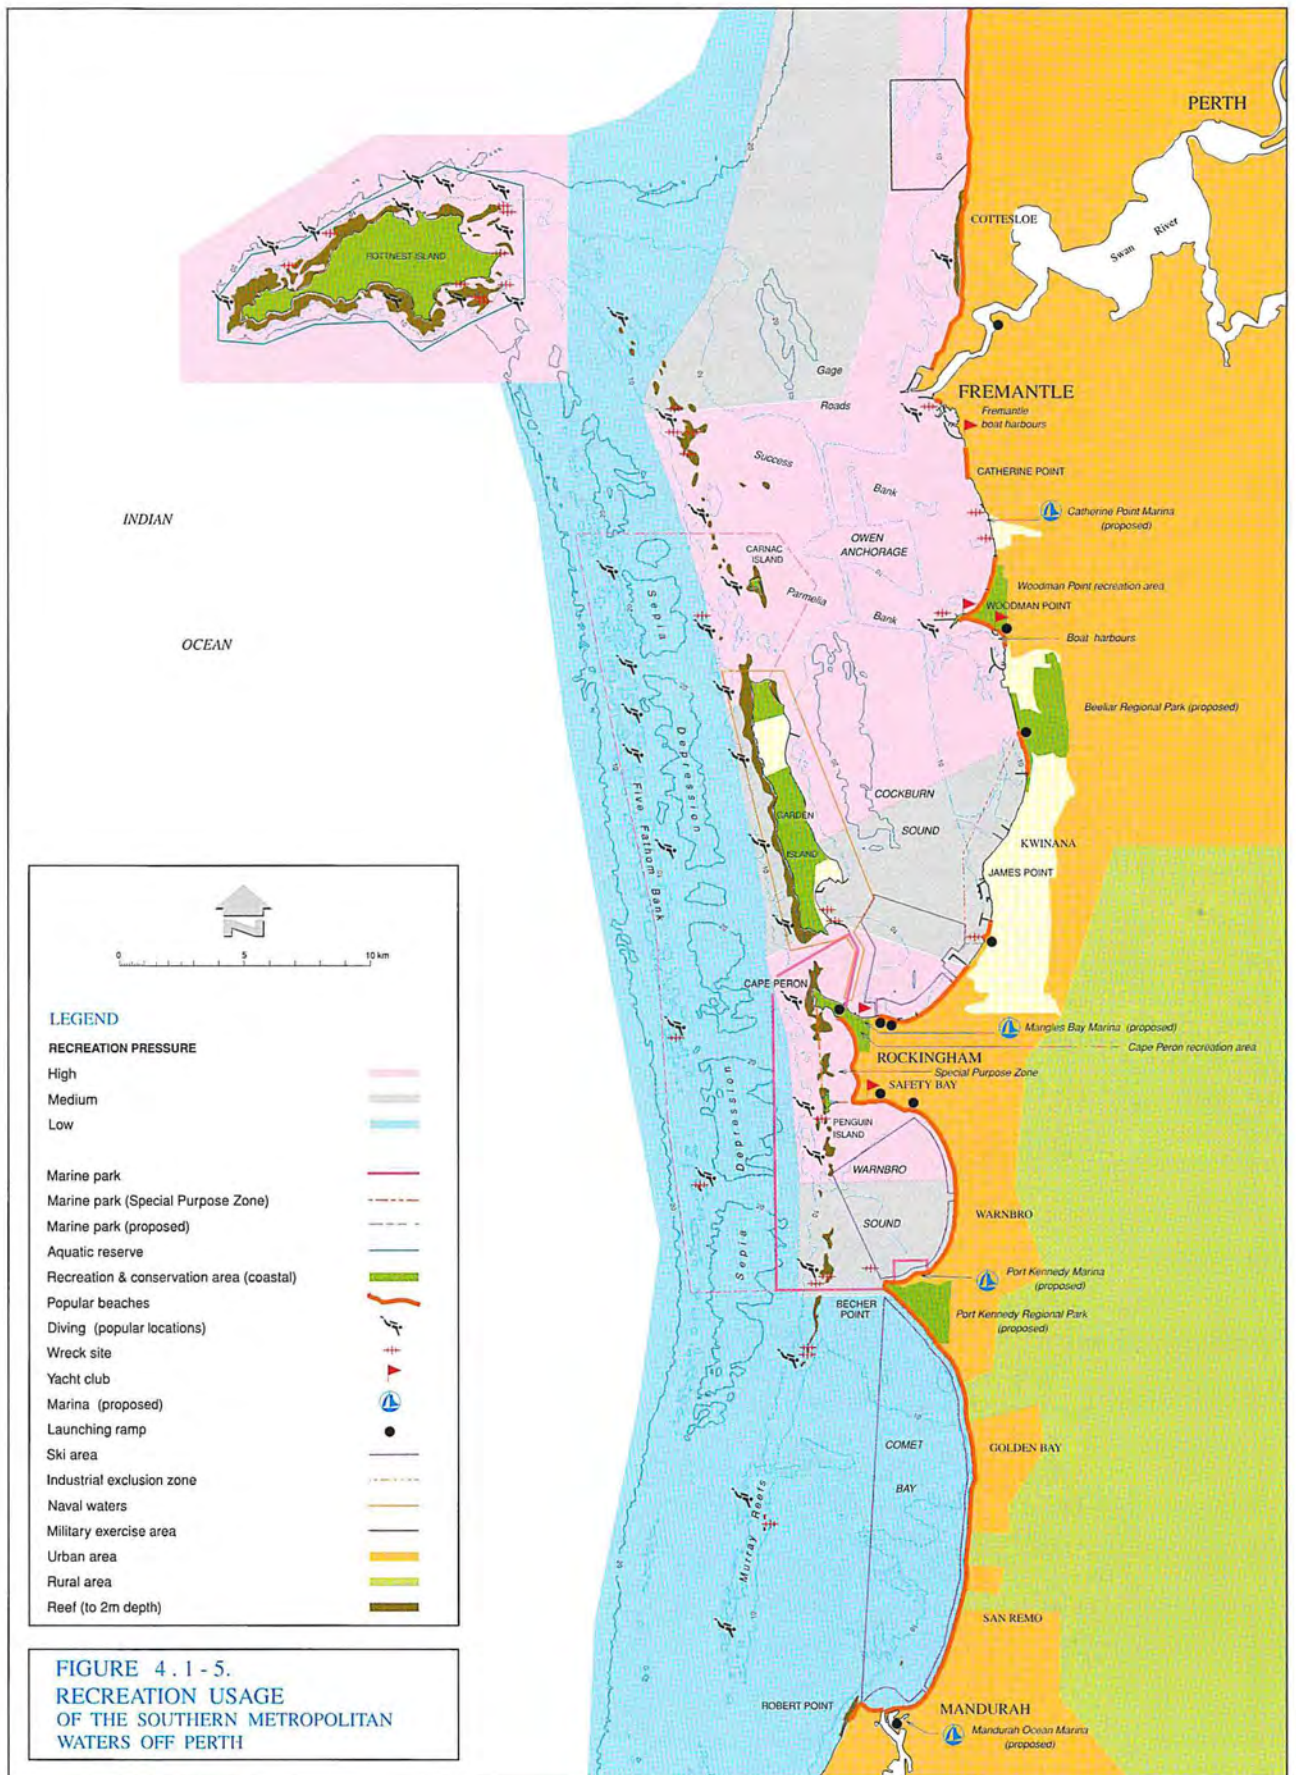 PERTH
COTTESLOE
Swan
River
ROTTNEST ISLAND
20
10
Gage
Roads
FREMANTLE
Fremantle
boat harbours
Success
Bank
CATHERINE POINT
INDIAN
OCEAN
Catherine Point Marina
(proposed)
OWEN
ANCHORAGE
CARNAC
ISLAND
Parmelia
Bank
Woodman Point recreation area
WOODMAN POINT
Boat harbours
Sepia
Depression
Five Fathom Bank
Beeliar Regional Park (proposed)
COCKBURN
SOUND
GARDEN
ISLAND
KWINANA
JAMES POINT
CAPE PERON
Mangles Bay Marina (proposed)
Cape Peron recreation area
ROCKINGHAM
Special Purpose Zone
SAFETY BAY
PENGUIN
ISLAND
WARNBRO
SOUND
WARNBRO
Depression
Sepia
Port Kennedy Marina
(proposed)
BECHER
POINT
Port Kennedy Regional Park
(proposed)
COMET
BAY
GOLDEN BAY
Murray Reefs
SAN REMO
ROBERT POINT
MANDURAH
Mandurah Ocean Marina
(proposed)
N
0 5 10 km
LEGEND
RECREATION PRESSURE
High
Medium
Low
Marine park
Marine park (Special Purpose Zone)
Marine park (proposed)
Aquatic reserve
Recreation & conservation area (coastal)
Popular beaches
Diving (popular locations)
Wreck site
Yacht club
Marina (proposed)
Launching ramp
Ski area
Industrial exclusion zone
Naval waters
Military exercise area
Urban area
Rural area
Reef (to 2m depth)
FIGURE 4.1-5.
RECREATION USAGE
OF THE SOUTHERN METROPOLITAN
WATERS OFF PERTH